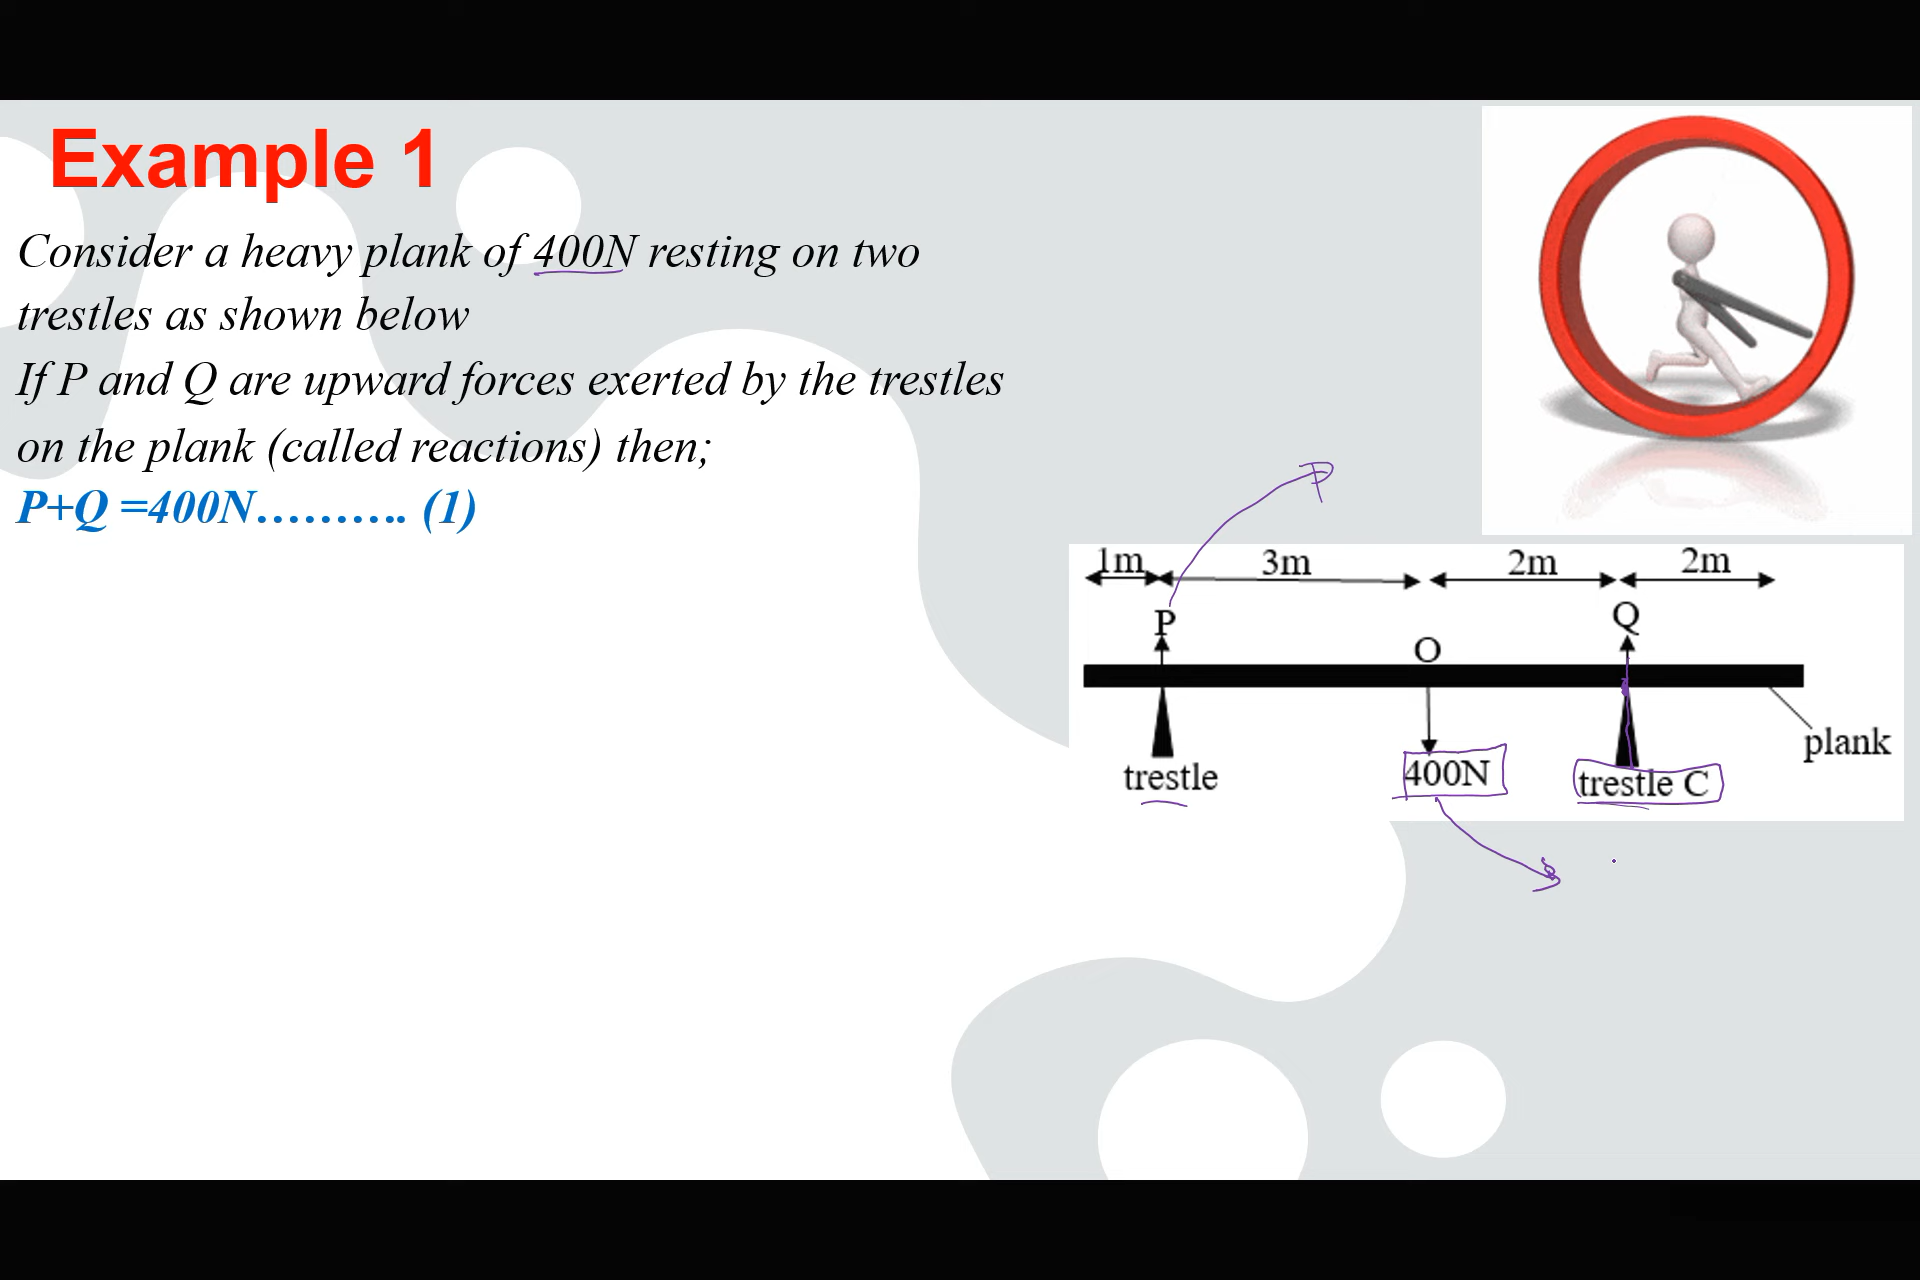 Example 1
Consider a heavy plank of 400N resting on two
trestles as shown below
If P and Q are upward forces exerted by the trestles
on the plank (called reactions) then;
P+Q =400N………. (1)
P
1m 3m 2m 2m
P Q
O
plank
trestle 400N trestle C